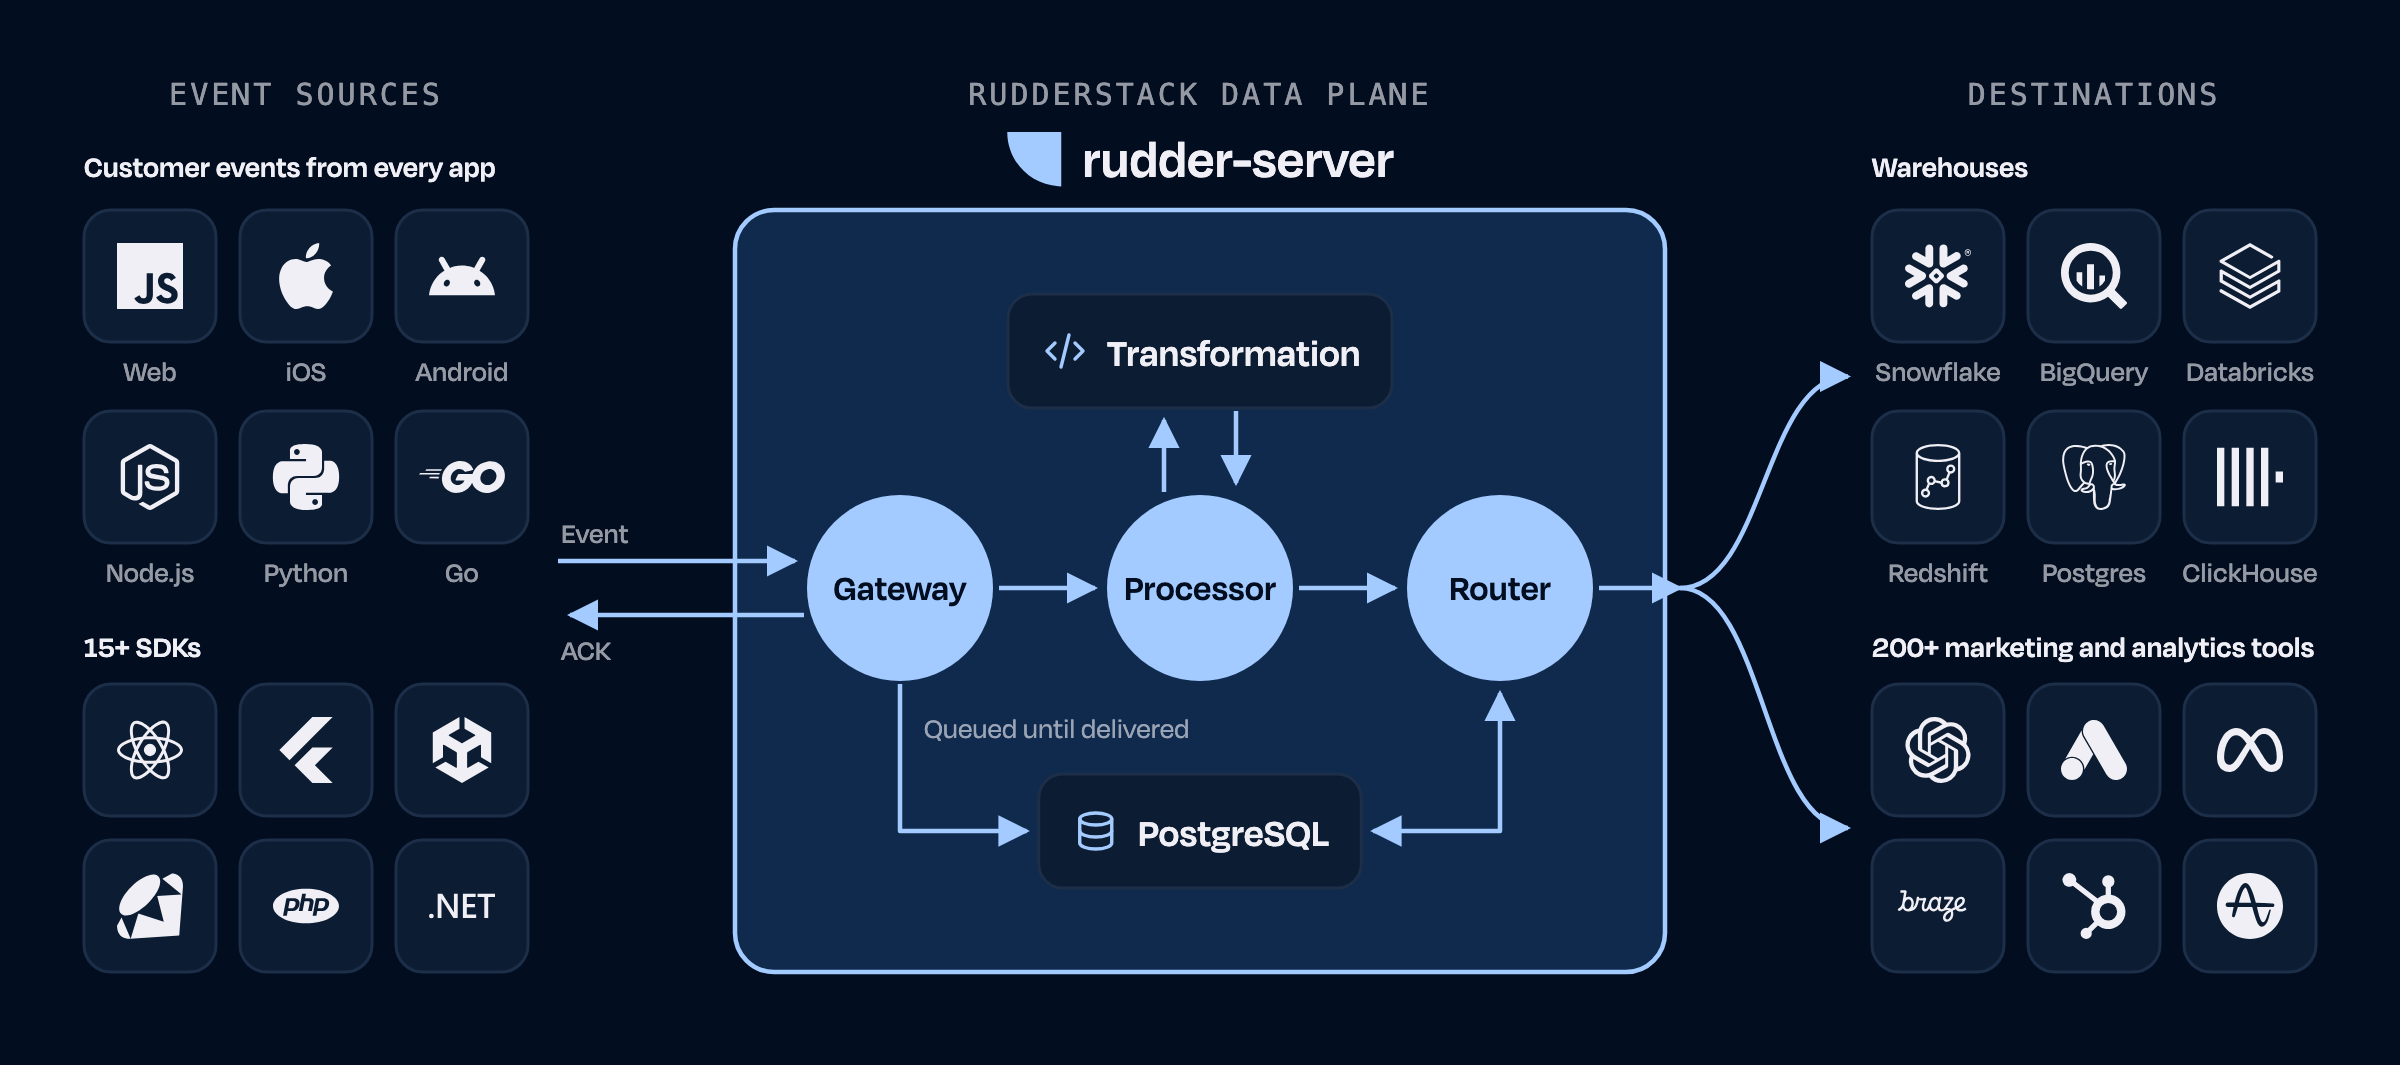 EVENT SOURCES
Customer events from every app
JS
Web
iOS
Android
JS
GO
Node.js
Python
Go
15+ SDKs
php
.NET
Event
ACK
RUDDERSTACK DATA PLANE
rudder-server
Transformation
Gateway
Processor
Router
Queued until delivered
PostgreSQL
DESTINATIONS
Warehouses
®
Snowflake
BigQuery
Databricks
Redshift
Postgres
ClickHouse
200+ marketing and analytics tools
braze